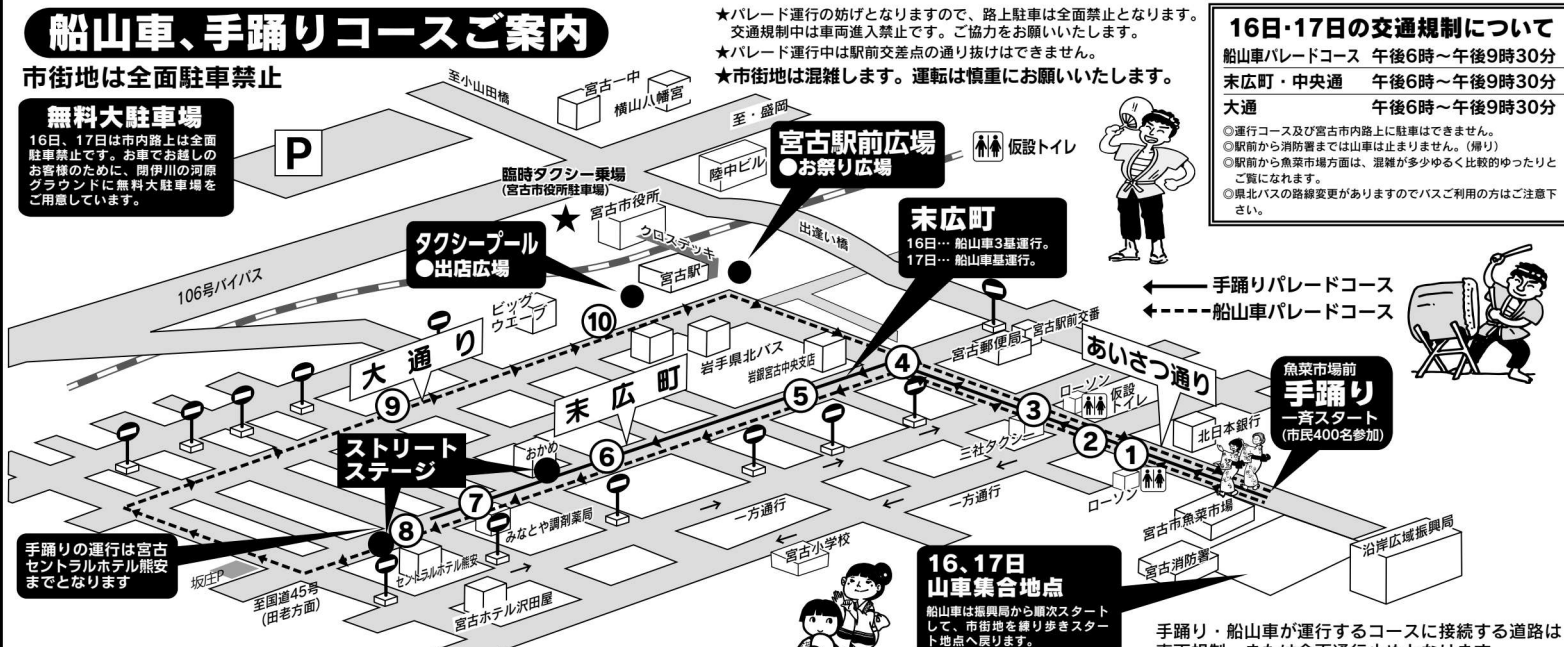 船山車、手踊りコースご案内
市街地は全面駐車禁止
無料大駐車場
16日、17日は市内路上は全面
駐車禁止です。お車でお越しの
お客様のために、閉伊川の河原
グラウンドに無料大駐車場を
ご用意しています。
★パレード運行の妨げとなりますので、路上駐車は全面禁止となります。
交通規制中は車両進入禁止です。ご協力をお願いいたします。
★パレード運行中は駅前交差点の通り抜けはできません。
★市街地は混雑します。運転は慎重にお願いいたします。
16日・17日の交通規制について
船山車パレードコース 午後6時～午後9時30分
末広町・中央通 午後6時～午後9時30分
大通 午後6時～午後9時30分
◎運行コース及び宮古市内路上に駐車はできません。
◎駅前から消防署までは山車は止まりません。(帰り)
◎駅前から魚菜市場方面は、混雑が多少ゆるく比較的ゆったりと
ご覧になれます。
◎県北バスの路線変更がありますのでバスご利用の方はご注意下
さい。
至小山田橋
宮古一中
横山八幡宮
至・盛岡
P
陸中ビル
宮古駅前広場
●お祭り広場
仮設トイレ
臨時タクシー乗場
(宮古市役所駐車場)
★
宮古市役所
クロスデッキ
宮古駅
出逢い橋
タクシープール
●出店広場
末広町
16日… 船山車3基運行。
17日… 船山車基運行。
手踊りパレードコース
船山車パレードコース
106号バイパス
ビッグ
ウエーブ
⑩
大通り
⑨
岩手県北バス
岩銀宮古中央支店
末広町
④
⑤
宮古郵便局
宮古駅前交番
あいさつ通り
ローソン
仮設
トイレ
③
②
①
三社タクシー
北日本銀行
ローソン
魚菜市場前
手踊り
一斉スタート
(市民400名参加)
ストリート
ステージ
おかめ
⑥
⑦
⑧
みなとや調剤薬局
セントラルホテル熊安
一方通行
一方通行
宮古小学校
宮古市魚菜市場
宮古消防署
沿岸広域振興局
手踊りの運行は宮古
セントラルホテル熊安
までとなります
坂庄P
至国道45号
(田老方面)
宮古ホテル沢田屋
16、17日
山車集合地点
船山車は振興局から順次スタート
して、市街地を練り歩きスター
ト地点へ戻ります。
手踊り・船山車が運行するコースに接続する道路は